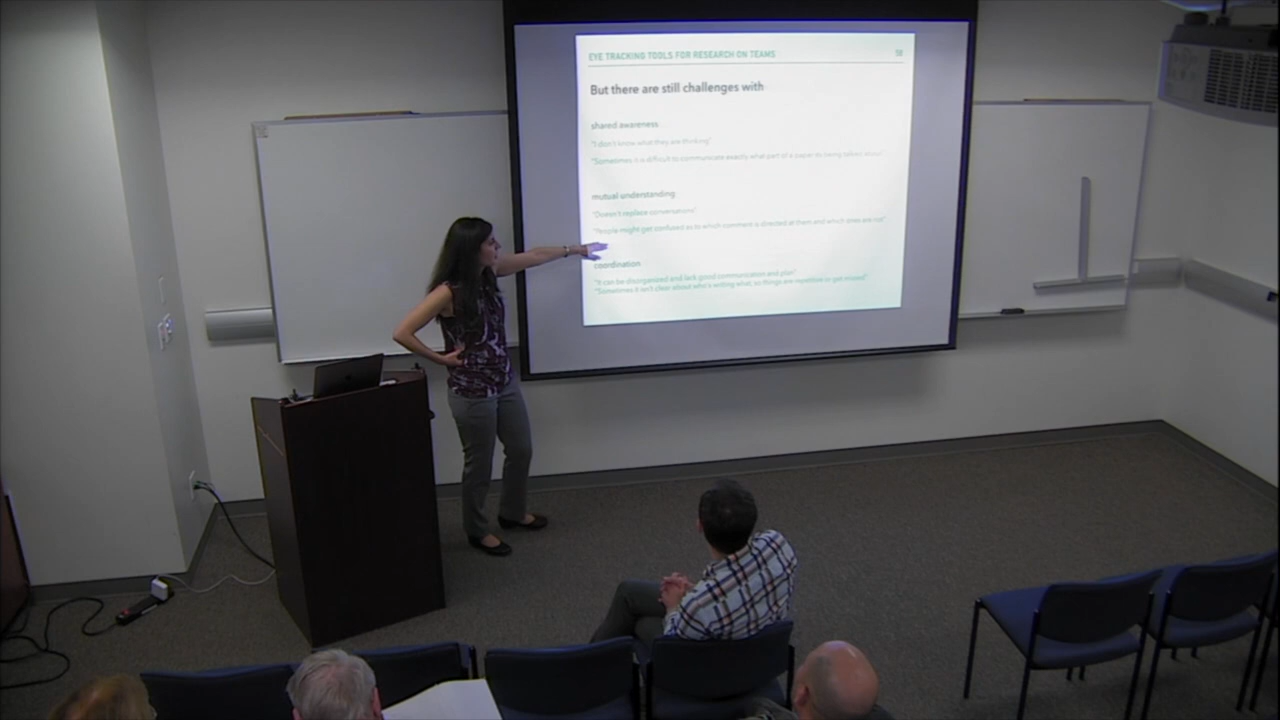 EYE TRACKING TOOLS FOR RESEARCH ON TEAMS
But there are still challenges with
shared awareness
"I don't know what they are thinking"
"Sometimes it is difficult to communicate exactly what part of a paper is being talked about"
mutual understanding
"Doesn't replace conversations"
"People might get confused as to which comment is directed at them and which ones are not"
coordination
"It can be disorganized and lack good communication and plan"
"Sometimes it isn't clear about who's writing what, so things are repetitive or get missed"